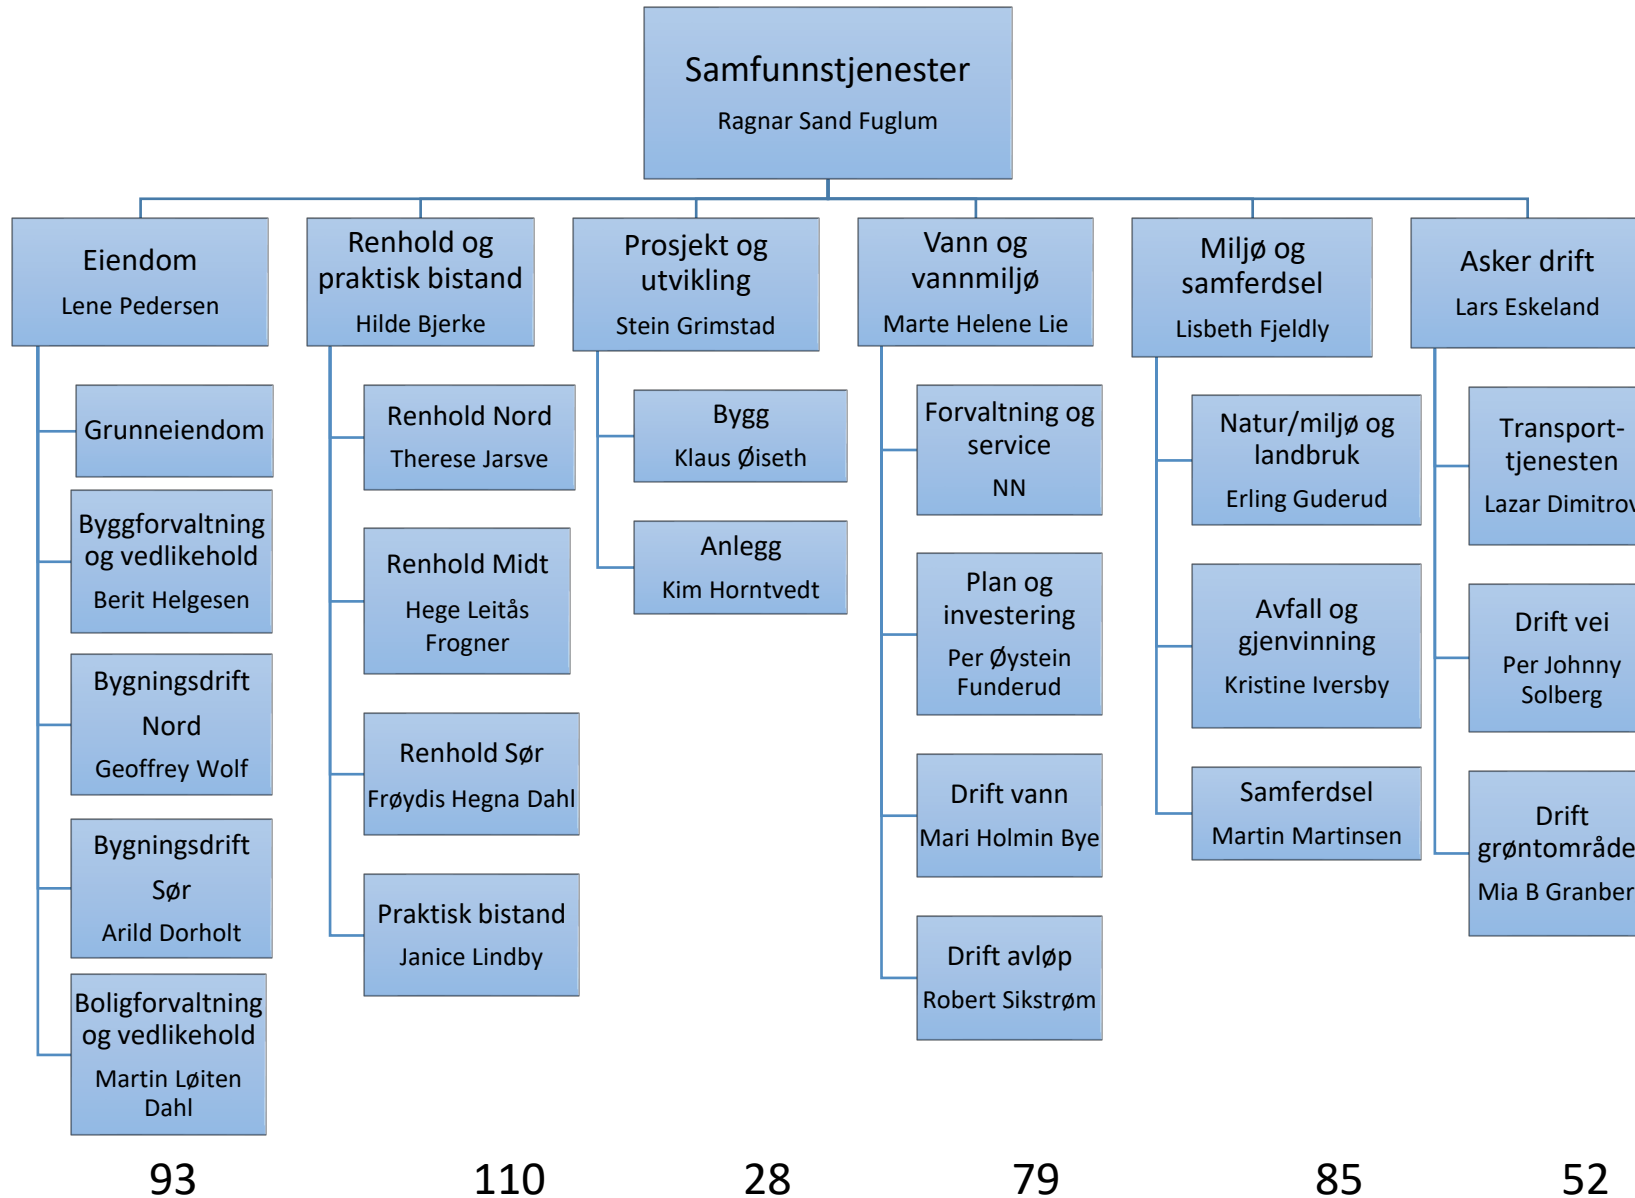 Samfunnstjenester
Ragnar Sand Fuglum
Eiendom
Lene Pedersen
Grunneiendom
Byggforvaltning
og vedlikehold
Berit Helgesen
Bygningsdrift
Nord
Geoffrey Wolf
Bygningsdrift
Sør
Arild Dorholt
Boligforvaltning
og vedlikehold
Martin Løiten
Dahl
93
Renhold og
praktisk bistand
Hilde Bjerke
Renhold Nord
Therese Jarsve
Renhold Midt
Hege Leitås
Frogner
Renhold Sør
Frøydis Hegna Dahl
Praktisk bistand
Janice Lindby
110
Prosjekt og
utvikling
Stein Grimstad
Bygg
Klaus Øiseth
Anlegg
Kim Horntvedt
28
Vann og
vannmiljø
Marte Helene Lie
Forvaltning og
service
NN
Plan og
investering
Per Øystein
Funderud
Drift vann
Mari Holmin Bye
Drift avløp
Robert Sikstrøm
79
Miljø og
samferdsel
Lisbeth Fjeldly
Natur/miljø og
landbruk
Erling Guderud
Avfall og
gjenvinning
Kristine Iversby
Samferdsel
Martin Martinsen
85
Asker drift
Lars Eskeland
Transport-
tjenesten
Lazar Dimitrov
Drift vei
Per Johnny
Solberg
Drift
grøntområde
Mia B Granber
52